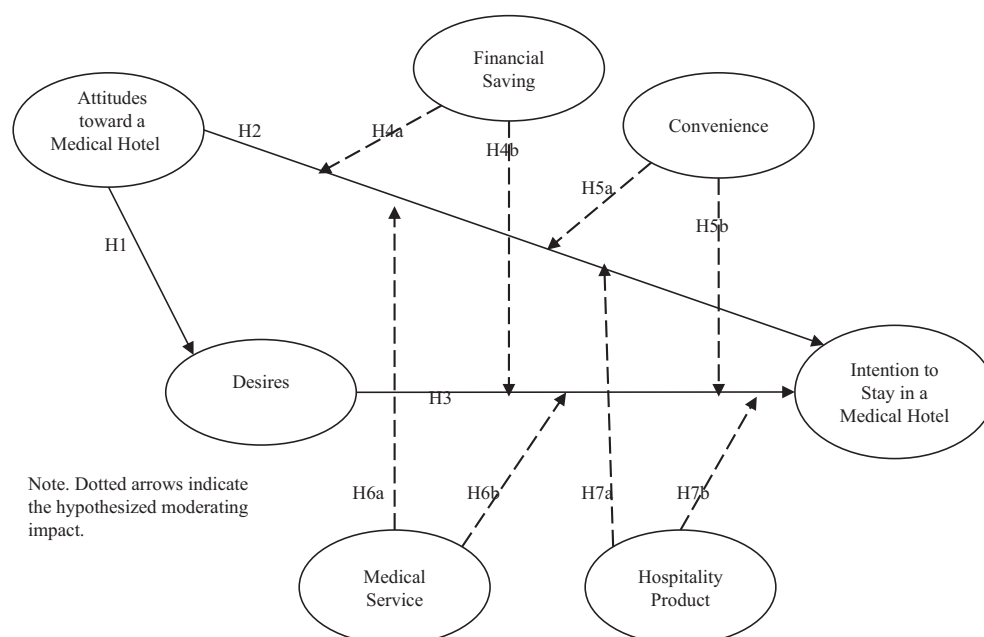 Financial
Saving
Attitudes
toward a
Medical Hotel
H2
H4a
Convenience
H4b
H5a
H5b
H1
Desires
H3
Intention to
Stay in a
Medical Hotel
Note. Dotted arrows indicate
the hypothesized moderating
impact.
H6a
H6b
H7a
H7b
Medical
Service
Hospitality
Product